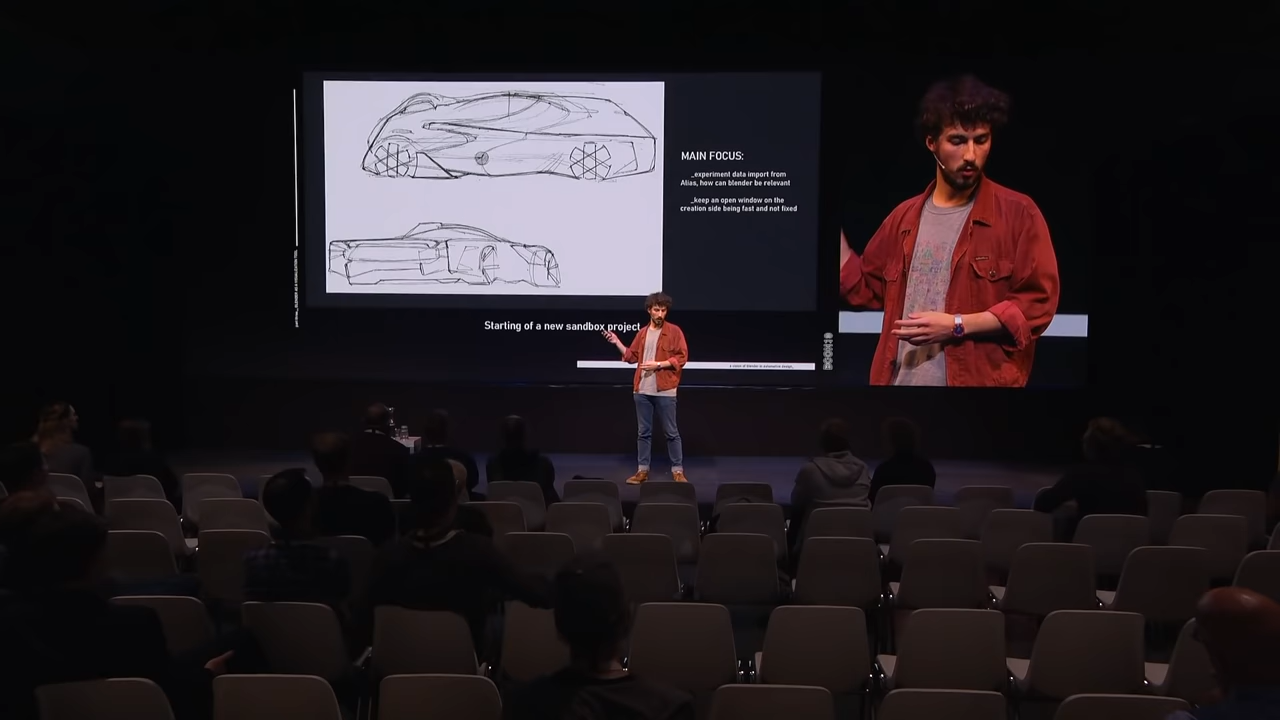 MAIN FOCUS:
_experiment data import from
Alias, how can blender be relevant
_keep an open window on the
creation side being fast and not fixed
Starting of a new sandbox project_